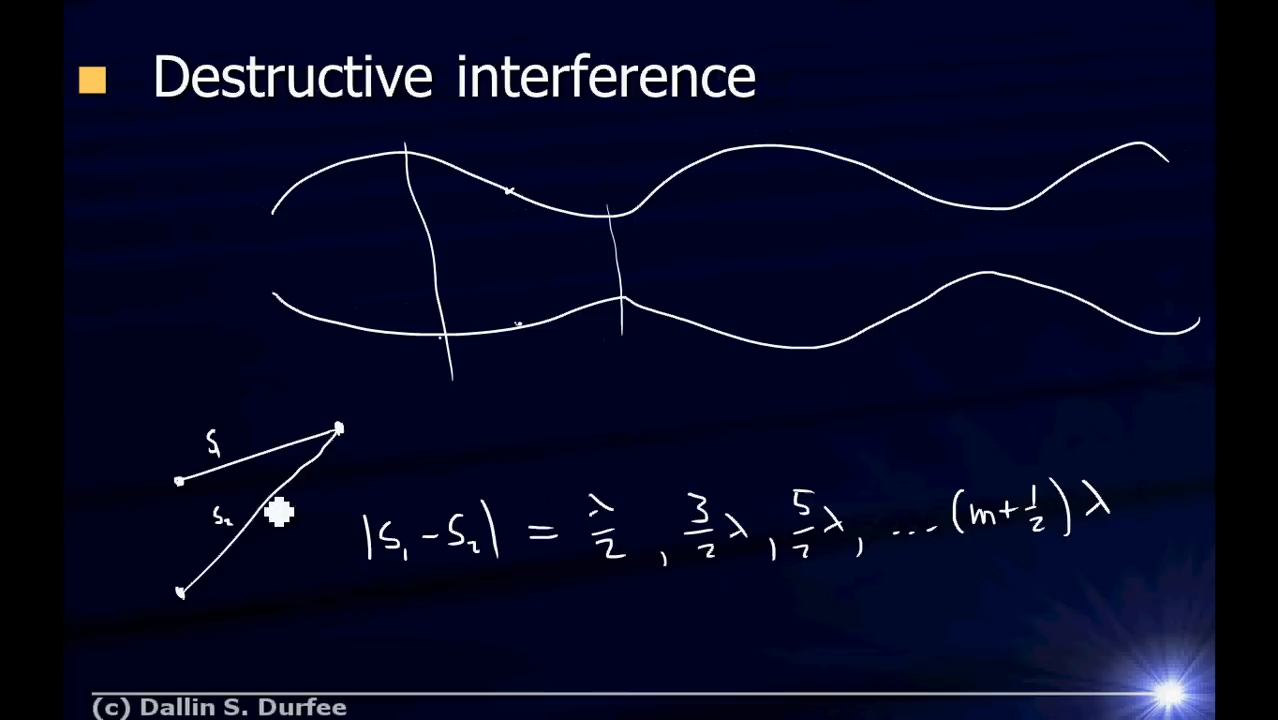 Destructive interference
S₁
S₂
|S₁ - S₂| = λ/2, 3/2 λ, 5/2 λ, ... (m + 1/2) λ
(c) Dallin S. Durfee